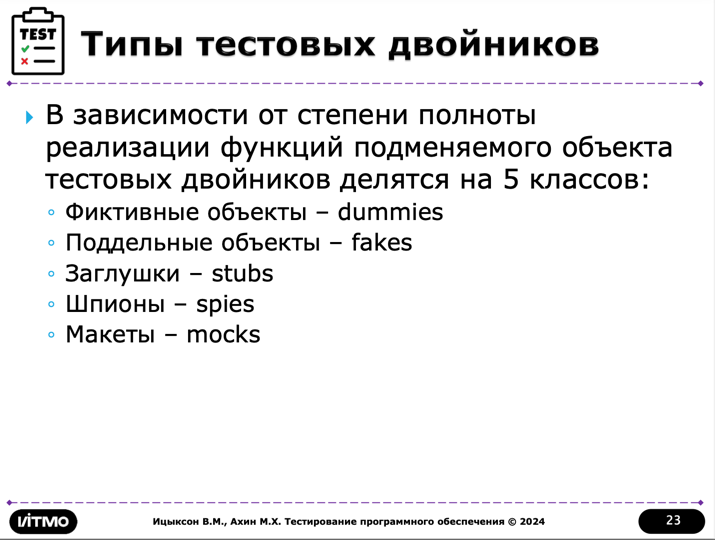 TEST
Типы тестовых двойников
В зависимости от степени полноты
реализации функций подменяемого объекта
тестовых двойников делятся на 5 классов:
Фиктивные объекты – dummies
Поддельные объекты – fakes
Заглушки – stubs
Шпионы – spies
Макеты – mocks
ИТМО
Ицыксон В.М., Ахин М.Х. Тестирование программного обеспечения © 2024
23